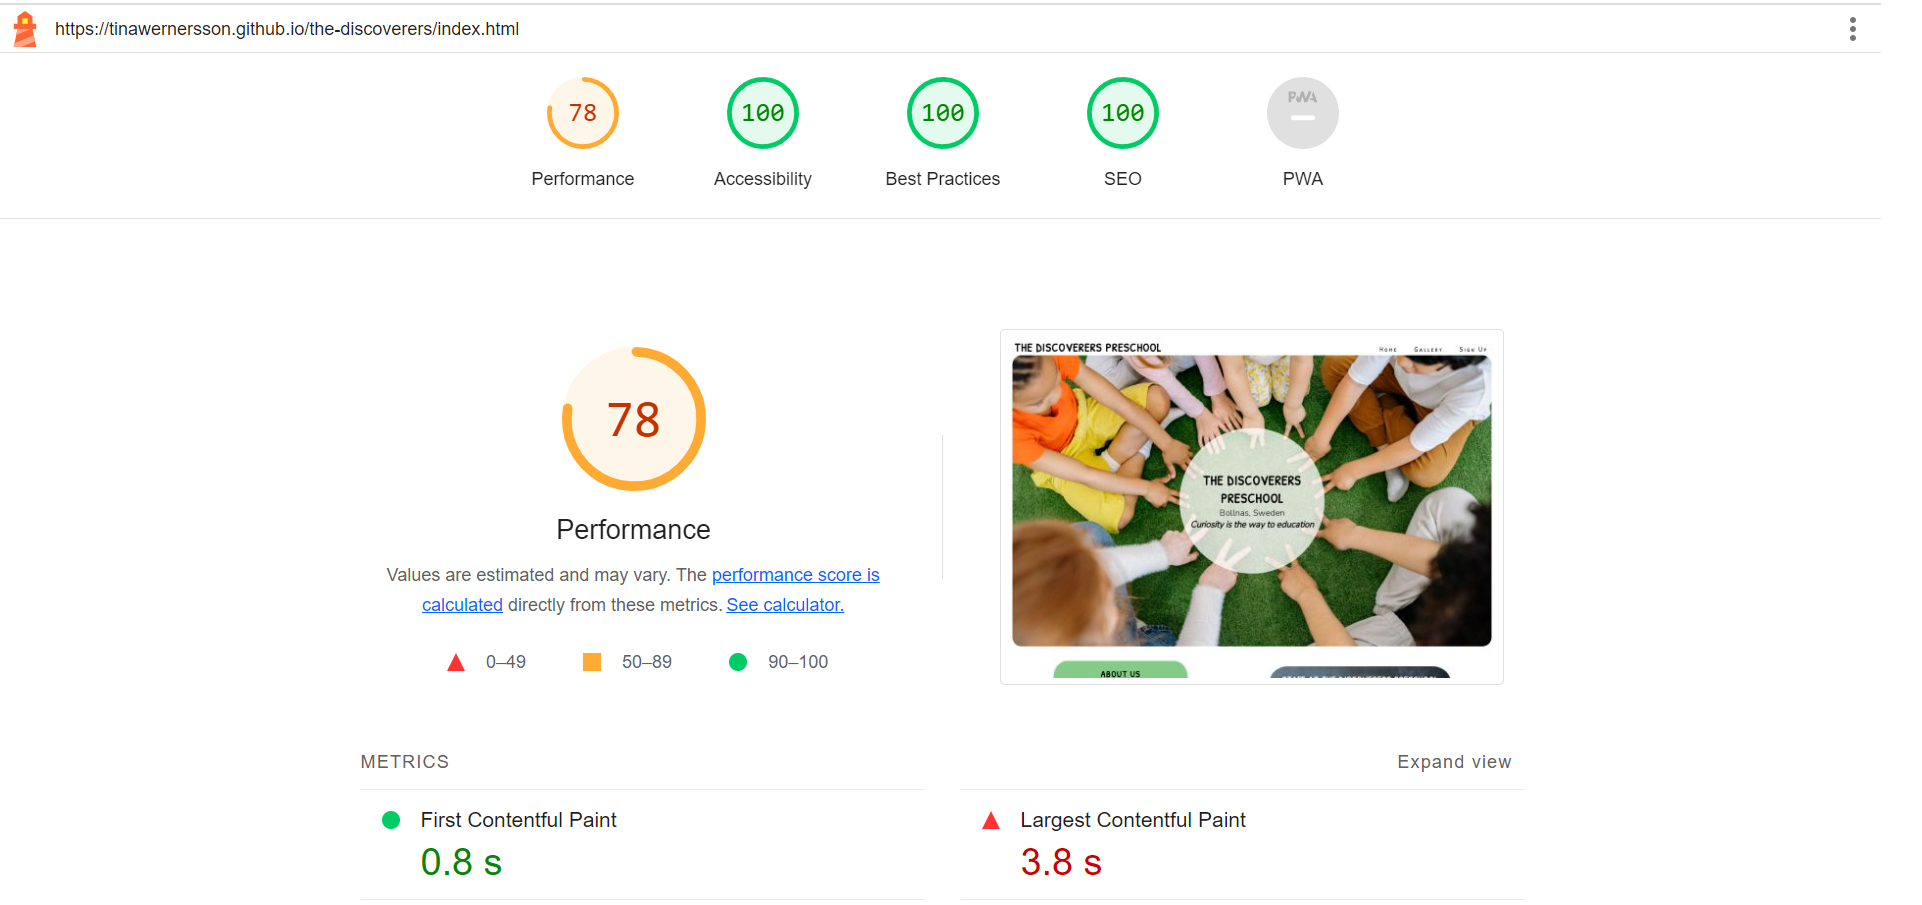 https://tinawernersson.github.io/the-discoverers/index.html
78
100
100
100
PWA
Performance
Accessibility
Best Practices
SEO
PWA
78
Performance
Values are estimated and may vary. The performance score is
calculated directly from these metrics. See calculator.
0–49
50–89
90–100
THE DISCOVERERS PRESCHOOL
Home Gallery Sign Up
THE DISCOVERERS
PRESCHOOL
Bollnas, Sweden
Curiosity is the way to education
ABOUT US
METRICS
Expand view
First Contentful Paint
0.8 s
Largest Contentful Paint
3.8 s